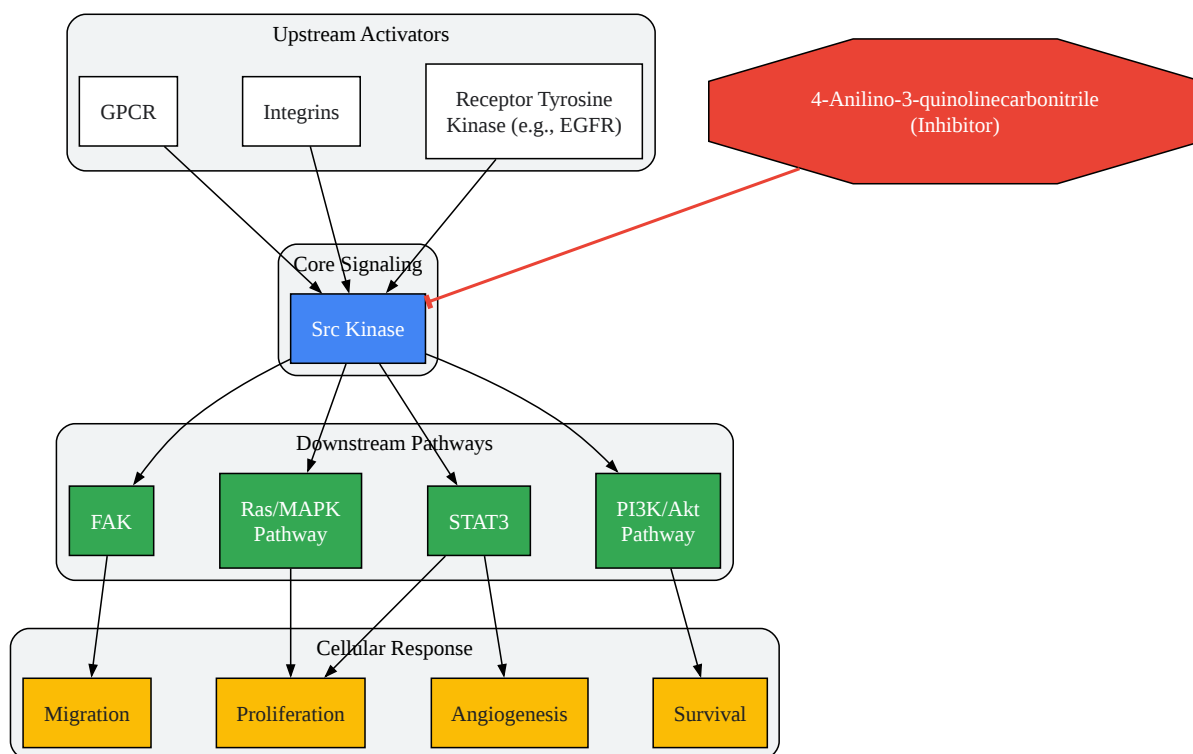 Upstream Activators
GPCR
Integrins
Receptor Tyrosine
Kinase (e.g., EGFR)
4-Anilino-3-quinolinecarbonitrile
(Inhibitor)
Core Signaling
Src Kinase
Downstream Pathways
FAK
Ras/MAPK
Pathway
STAT3
PI3K/Akt
Pathway
Cellular Response
Migration
Proliferation
Angiogenesis
Survival